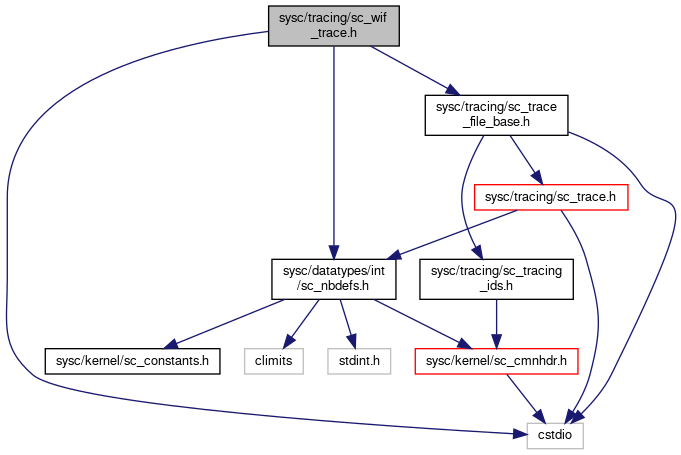 sysc/tracing/sc_wif
_trace.h
sysc/tracing/sc_trace
_file_base.h
sysc/tracing/sc_trace.h
sysc/datatypes/int
/sc_nbdefs.h
sysc/tracing/sc_tracing
_ids.h
sysc/kernel/sc_constants.h
climits
stdint.h
sysc/kernel/sc_cmnhdr.h
cstdio